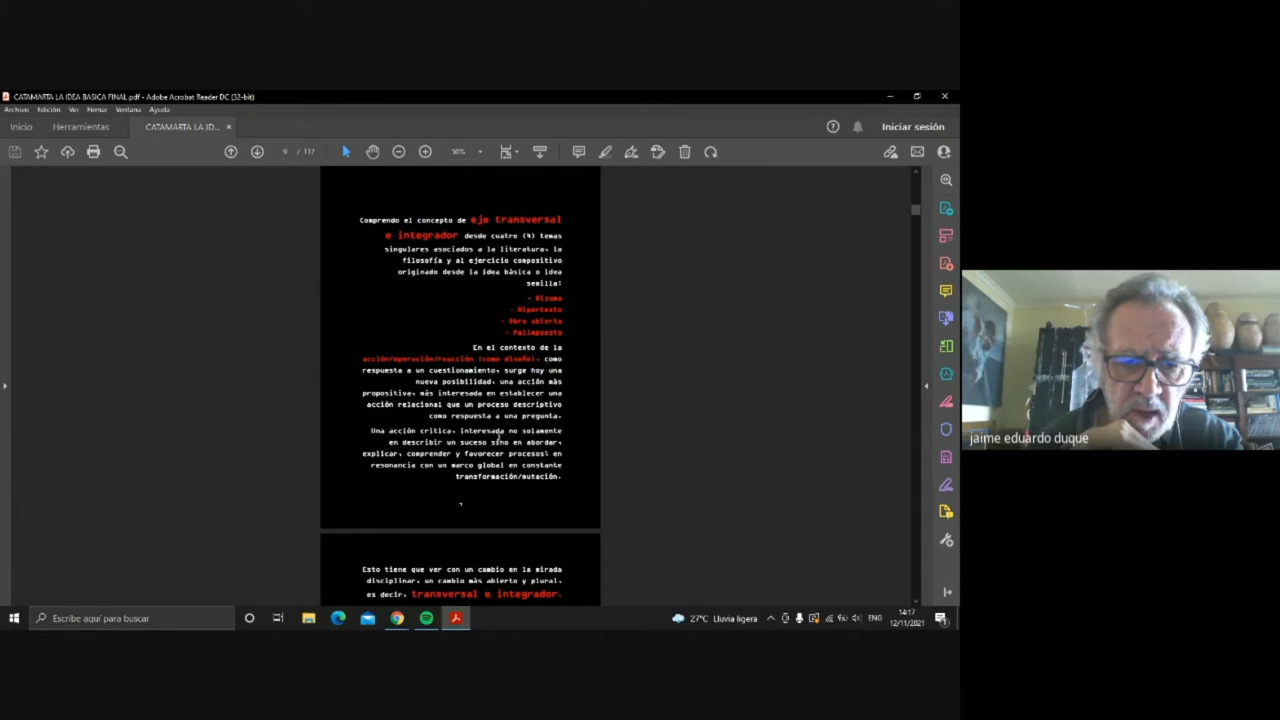 CATAMARTA LA IDEA BASICA FINAL.pdf - Adobe Acrobat Reader DC (32-bit)
Archivo Edición Ver Firmar Ventana Ayuda
Inicio Herramientas CATAMARTA LA ID... × Iniciar sesión
9 / 117 50%
Comprendo el concepto de eje transversal
e integrador desde cuatro (4) temas
singulares asociados a la literatura, la
filosofía y al ejercicio compositivo
originado desde la idea básica o idea
semilla:
- Rizoma
- Hipertexto
- Obra abierta
- Palimpsesto
En el contexto de la
acción/operación/reacción (como diseño), como
respuesta a un cuestionamiento, surge hoy una
nueva posibilidad, una acción más
propositiva, más interesada en establecer una
acción relacional que un proceso descriptivo
como respuesta a una pregunta.
Una acción crítica, interesada no solamente
en describir un suceso sino en abordar,
explicar, comprender y favorecer procesos; en
resonancia con un marco global en constante
transformación/mutación.
Esto tiene que ver con un cambio en la mirada
disciplinar, un cambio más abierto y plural,
es decir, transversal e integrador.
jaime eduardo duque
Escribe aquí para buscar
27°C Lluvia ligera ENG
14:17
12/11/2021